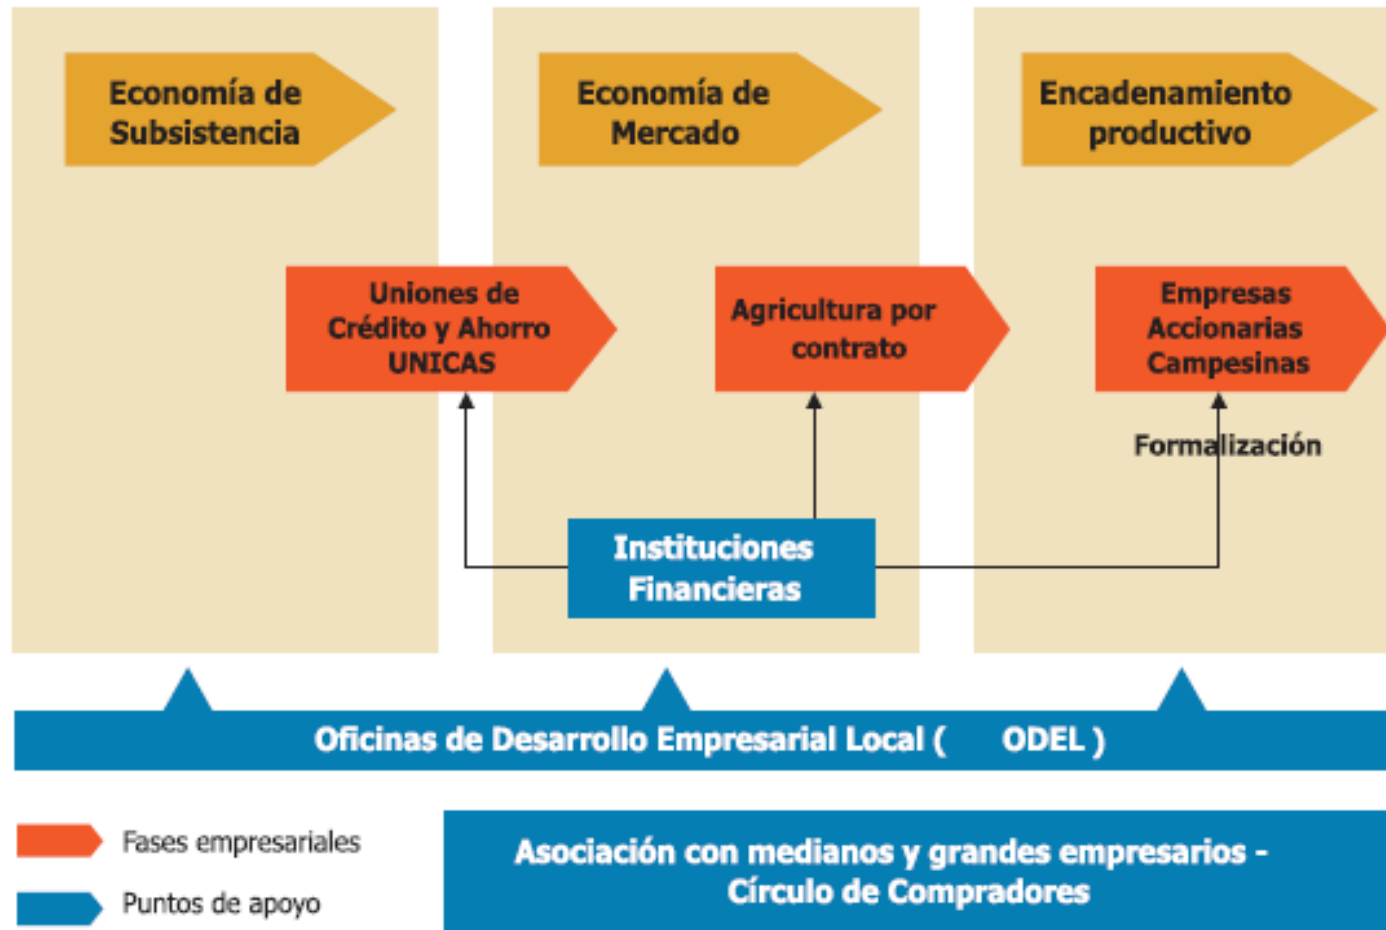 Economía de
Subsistencia
Economía de
Mercado
Encadenamiento
productivo
Uniones de
Crédito y Ahorro
UNICAS
Agricultura por
contrato
Empresas
Accionarias
Campesinas
Formalización
Instituciones
Financieras
Oficinas de Desarrollo Empresarial Local ( ODEL )
Fases empresariales
Puntos de apoyo
Asociación con medianos y grandes empresarios -
Círculo de Compradores